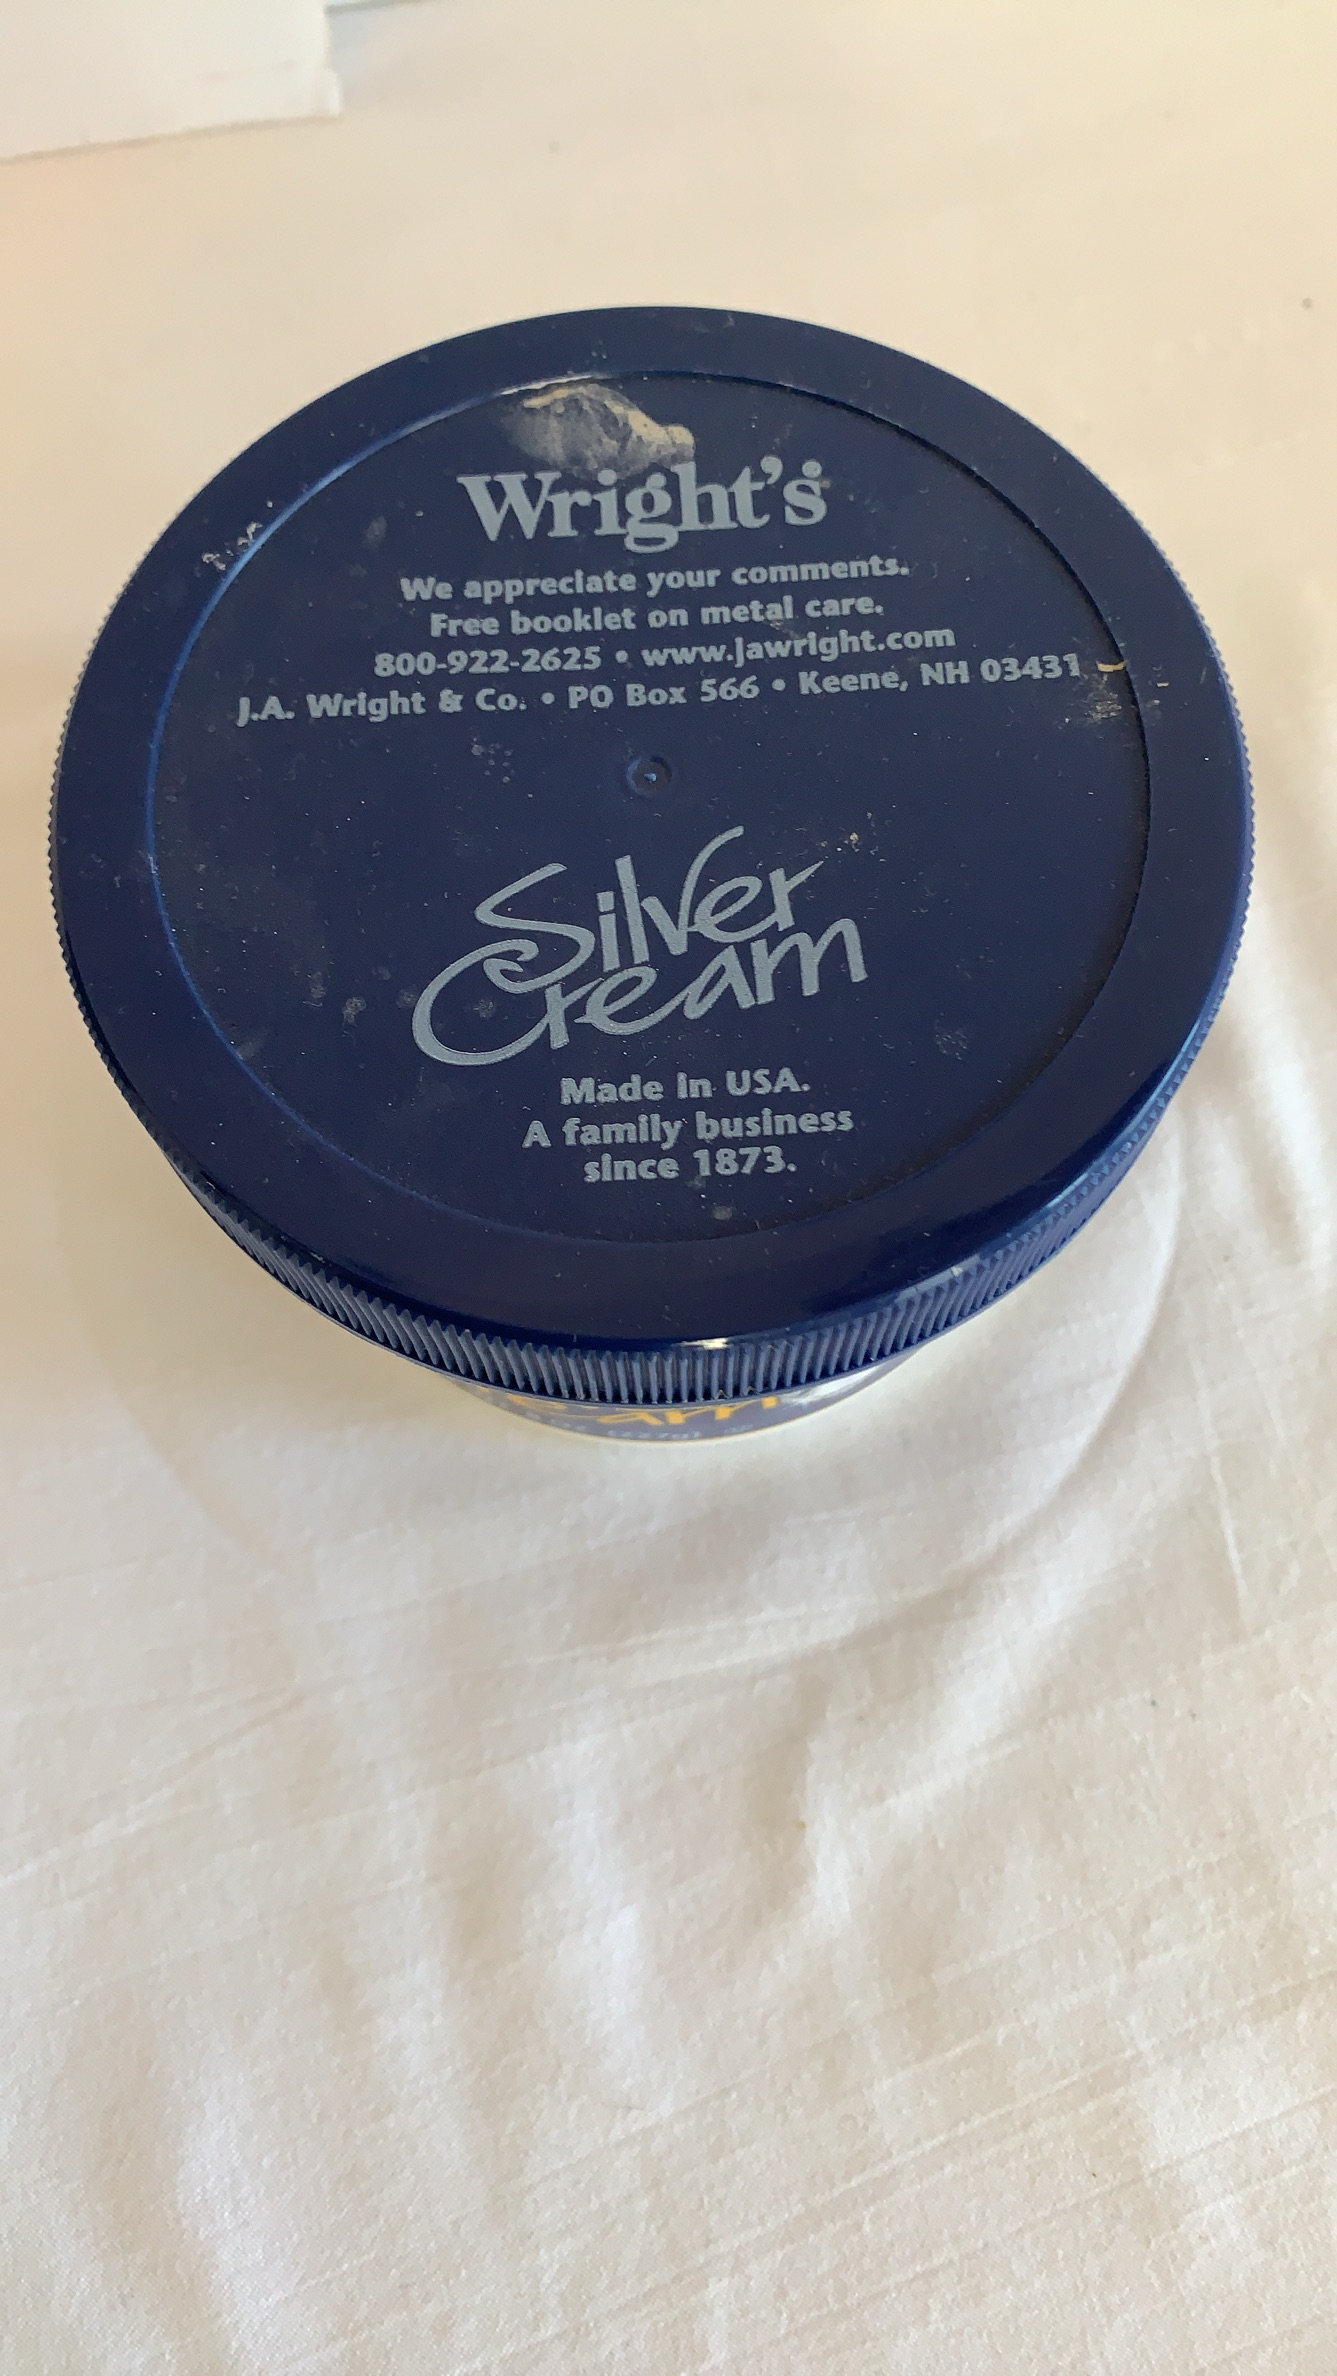 Wright's
We appreciate your comments.
Free booklet on metal care.
800-922-2625 • www.jawright.com
J.A. Wright & Co. • PO Box 566 • Keene, NH 03431
Silver
Cream
Made in USA.
A family business
since 1873.
(227g)